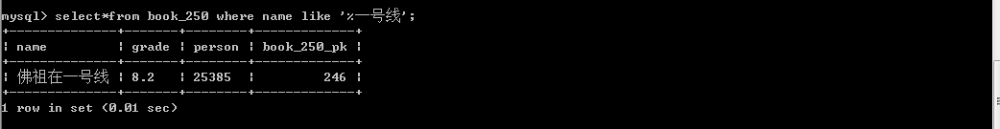 mysql> select*from book_250 where name like '%一号线';
+--------------+-------+--------+-------------+
| name | grade | person | book_250_pk |
+--------------+-------+--------+-------------+
| 佛祖在一号线 | 8.2 | 25385 | 246 |
+--------------+-------+--------+-------------+
1 row in set (0.01 sec)